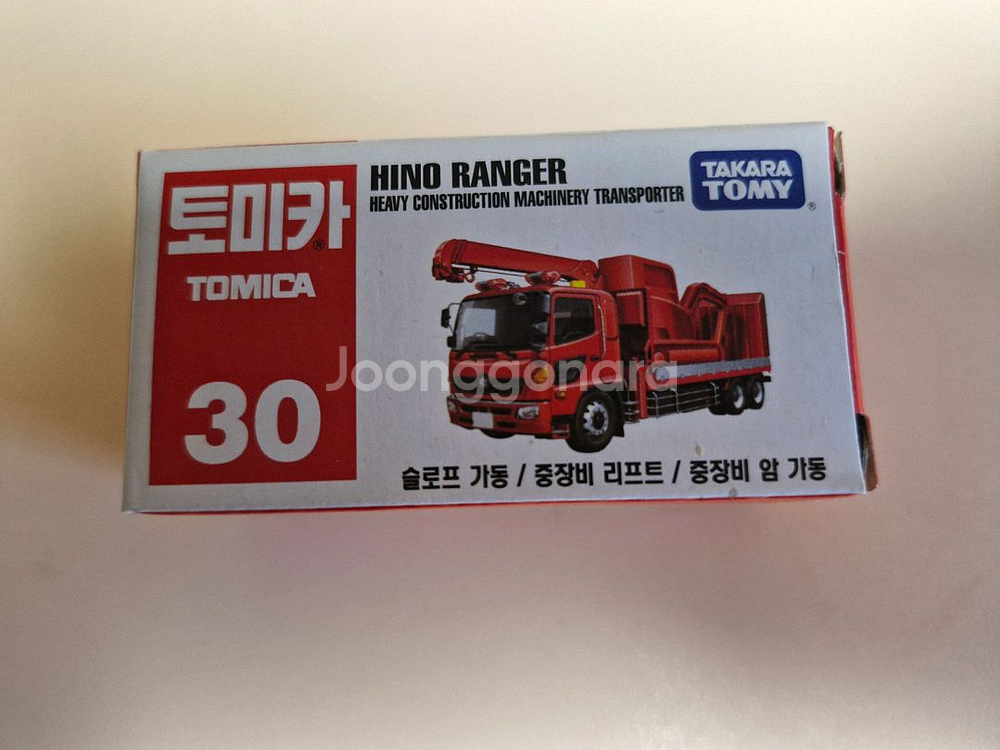 토미카
TOMICA
30
HINO RANGER
HEAVY CONSTRUCTION MACHINERY TRANSPORTER
TAKARA
TOMY
Joonggonara
슬로프 가동 / 중장비 리프트 / 중장비 암 가동